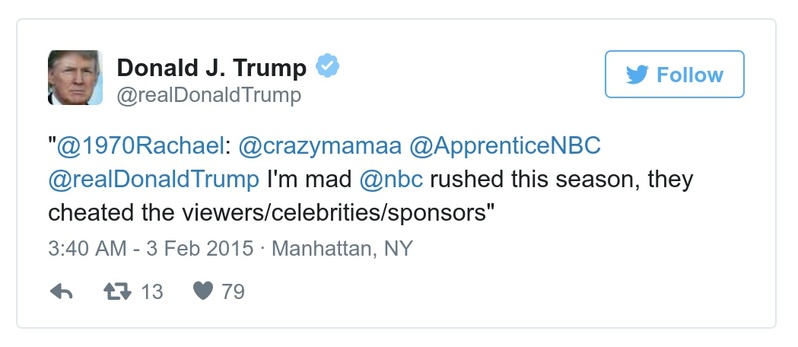 Donald J. Trump
@realDonaldTrump
Follow
"@1970Rachael: @crazymamaa @ApprenticeNBC
@realDonaldTrump I'm mad @nbc rushed this season, they
cheated the viewers/celebrities/sponsors"
3:40 AM - 3 Feb 2015 · Manhattan, NY
13 79